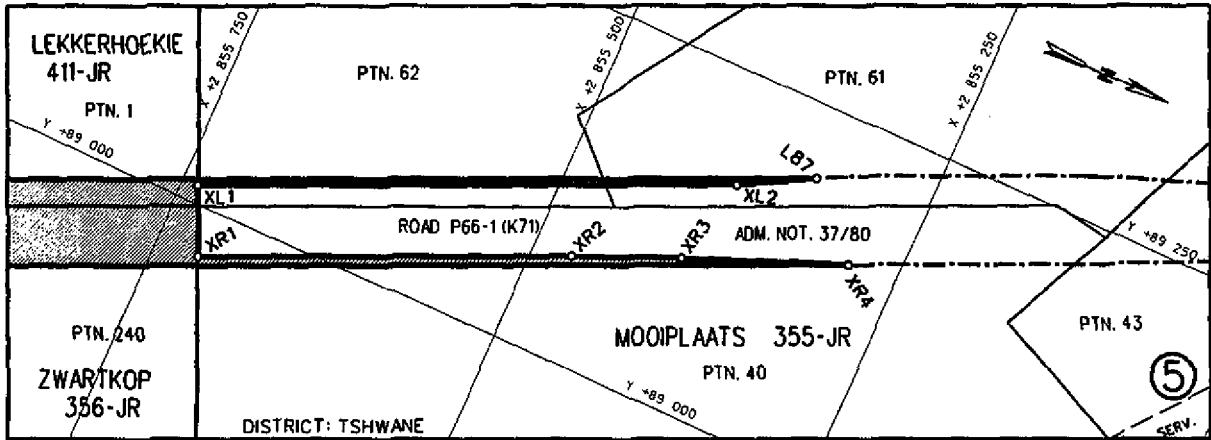 LEKKERHOEKIE
411-JR
PTN. 1
X +2 855 750
Y +89 000
PTN. 62
X +2 855 500
PTN. 61
X +2 855 250
N
L87
XL1
XL2
XR1
ROAD P66-1 (K71)
XR2
XR3
ADM. NOT. 37/80
XR4
Y +89 250
PTN. 240
ZWARTKOP
356-JR
MOOIPLAATS 355-JR
PTN. 40
PTN. 43
Y +89 000
5
SERV.
DISTRICT: TSHWANE